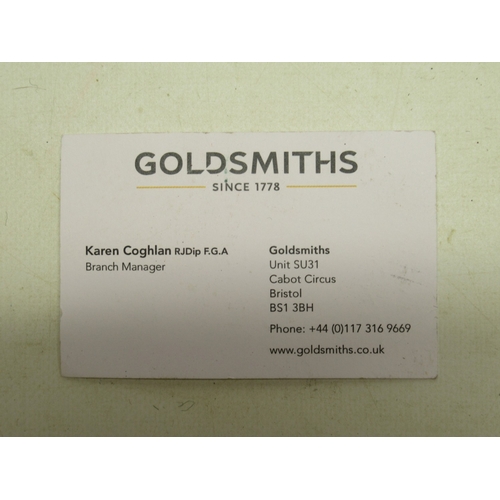 GOLDSMITHS
SINCE 1778
Karen Coghlan RJDip F.G.A
Branch Manager
Goldsmiths
Unit SU31
Cabot Circus
Bristol
BS1 3BH
Phone: +44 (0)117 316 9669
www.goldsmiths.co.uk